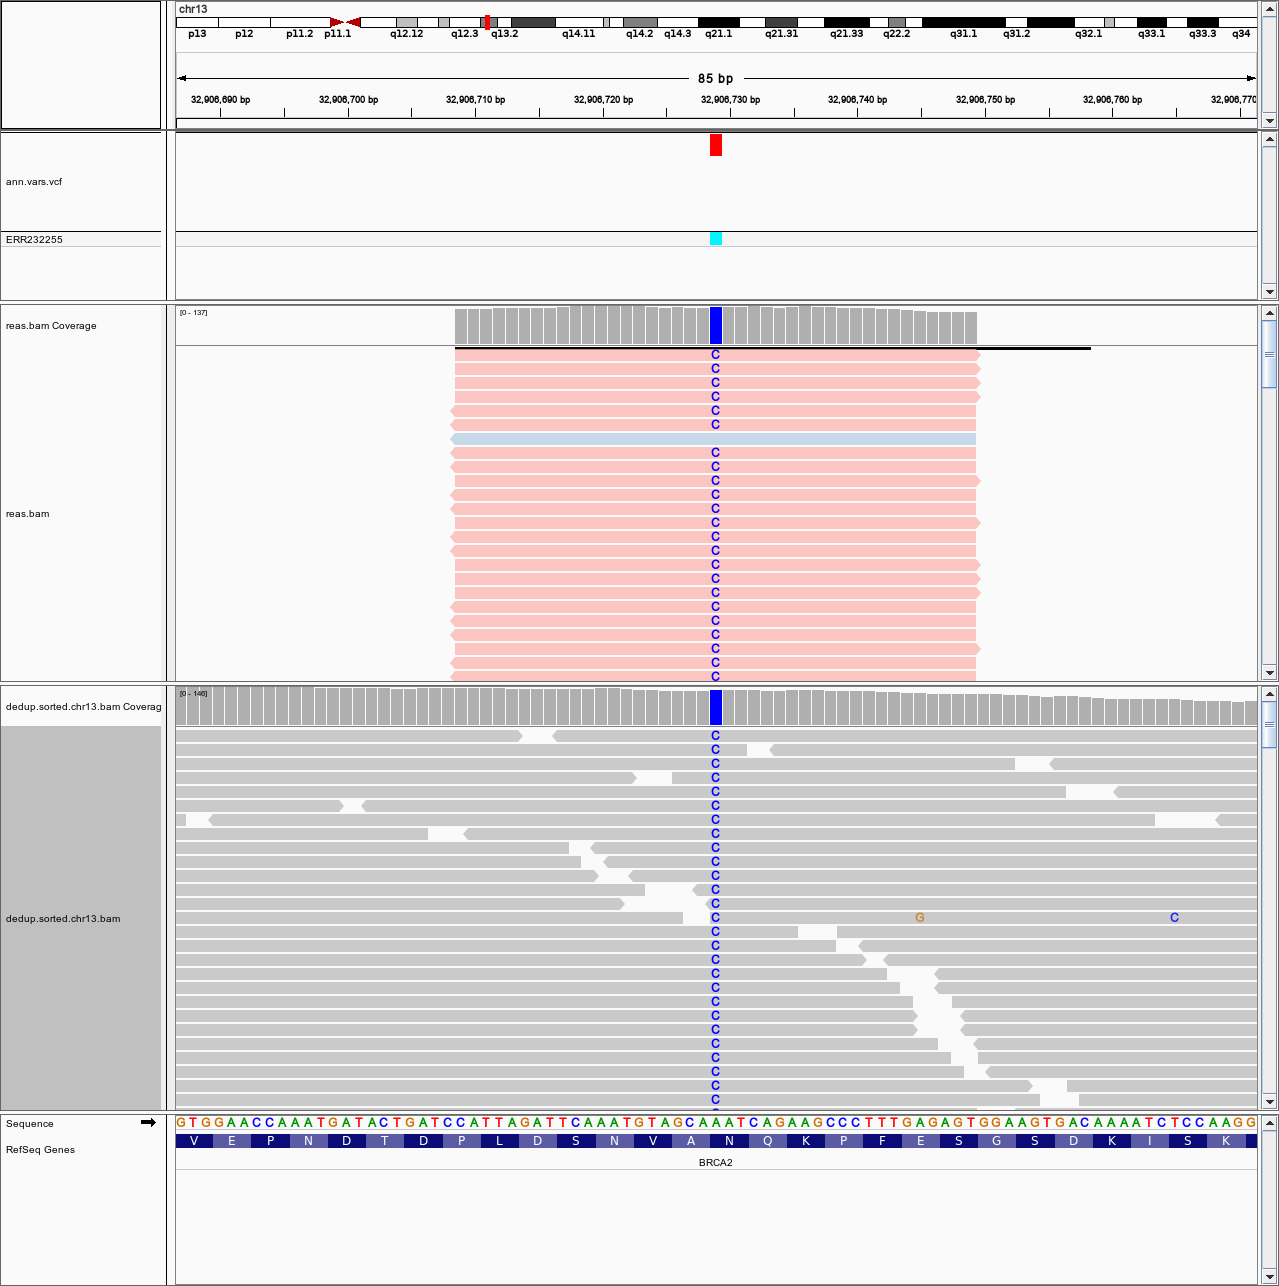 chr13
p13 p12 p11.2 p11.1 q12.12 q12.3 q13.2 q14.11 q14.2 q14.3 q21.1 q21.31 q21.33 q22.2 q31.1 q31.2 q32.1 q33.1 q33.3 q34
85 bp
32,906,690 bp 32,906,700 bp 32,906,710 bp 32,906,720 bp 32,906,730 bp 32,906,740 bp 32,906,750 bp 32,906,760 bp 32,906,770
ann.vars.vcf
ERR232255
reas.bam Coverage
[0 - 137]
C
C
C
C
C
C
C
C
C
C
C
reas.bam
C
C
C
C
C
C
C
C
C
C
C
C
dedup.sorted.chr13.bam Coverag
[0 - 146]
C
C
C
C
C
C
C
C
C
C
C
C
C
dedup.sorted.chr13.bam
C G C
C
C
C
C
C
C
C
C
C
C
C
C
C
Sequence
GTGGAACCAAATGATACTGATCCATTAGATTCAAATGTAGCAAATCAGAAGCCCTTTGAGAGTGGAAGTGACAAAATCTCCAAGG
RefSeq Genes
V E P N D T D P L D S N V A N Q K P F E S G S D K I S K
BRCA2